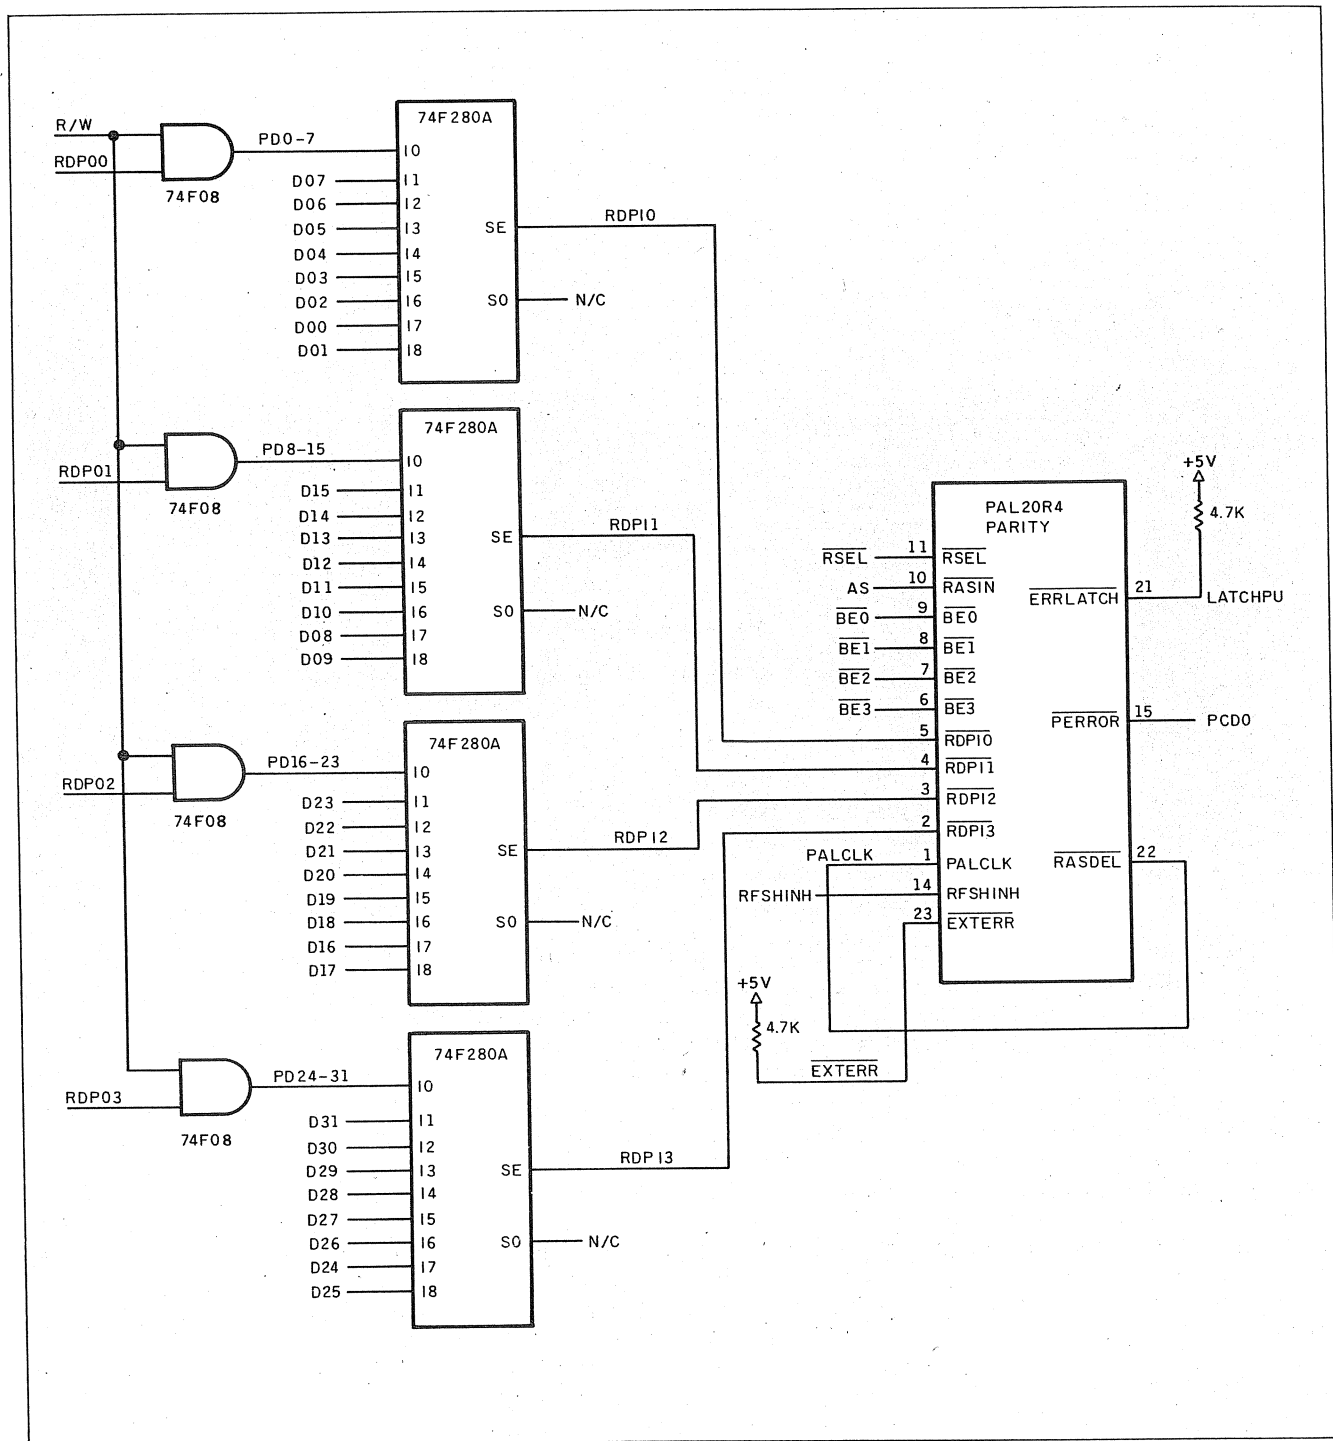 R/W
RDP00
74F08
PD0-7
74F280A
I0
D07 I1
D06 I2
D05 I3
D04 I4
D03 I5
D02 I6
D00 I7
D01 I8
SE
RDPI0
SO
N/C
RDP01
74F08
PD8-15
74F280A
I0
D15 I1
D14 I2
D13 I3
D12 I4
D11 I5
D10 I6
D08 I7
D09 I8
SE
RDPI1
SO
N/C
RDP02
74F08
PD16-23
74F280A
I0
D23 I1
D22 I2
D21 I3
D20 I4
D19 I5
D18 I6
D16 I7
D17 I8
SE
RDPI2
SO
N/C
RDP03
74F08
PD24-31
74F280A
I0
D31 I1
D30 I2
D29 I3
D28 I4
D27 I5
D26 I6
D24 I7
D25 I8
SE
RDPI3
SO
N/C
PAL20R4
PARITY
RSEL 11 RSEL
AS 10 RASIN
BE0 9 BE0
BE1 8 BE1
BE2 7 BE2
BE3 6 BE3
5 RDPI0
4 RDPI1
3 RDPI2
2 RDPI3
PALCLK 1 PALCLK
RFSHINH 14 RFSHINH
23 EXTERR
+5V
4.7K
ERRLATCH 21 LATCHPU
PERROR 15 PCD0
RASDEL 22
+5V
4.7K
EXTERR